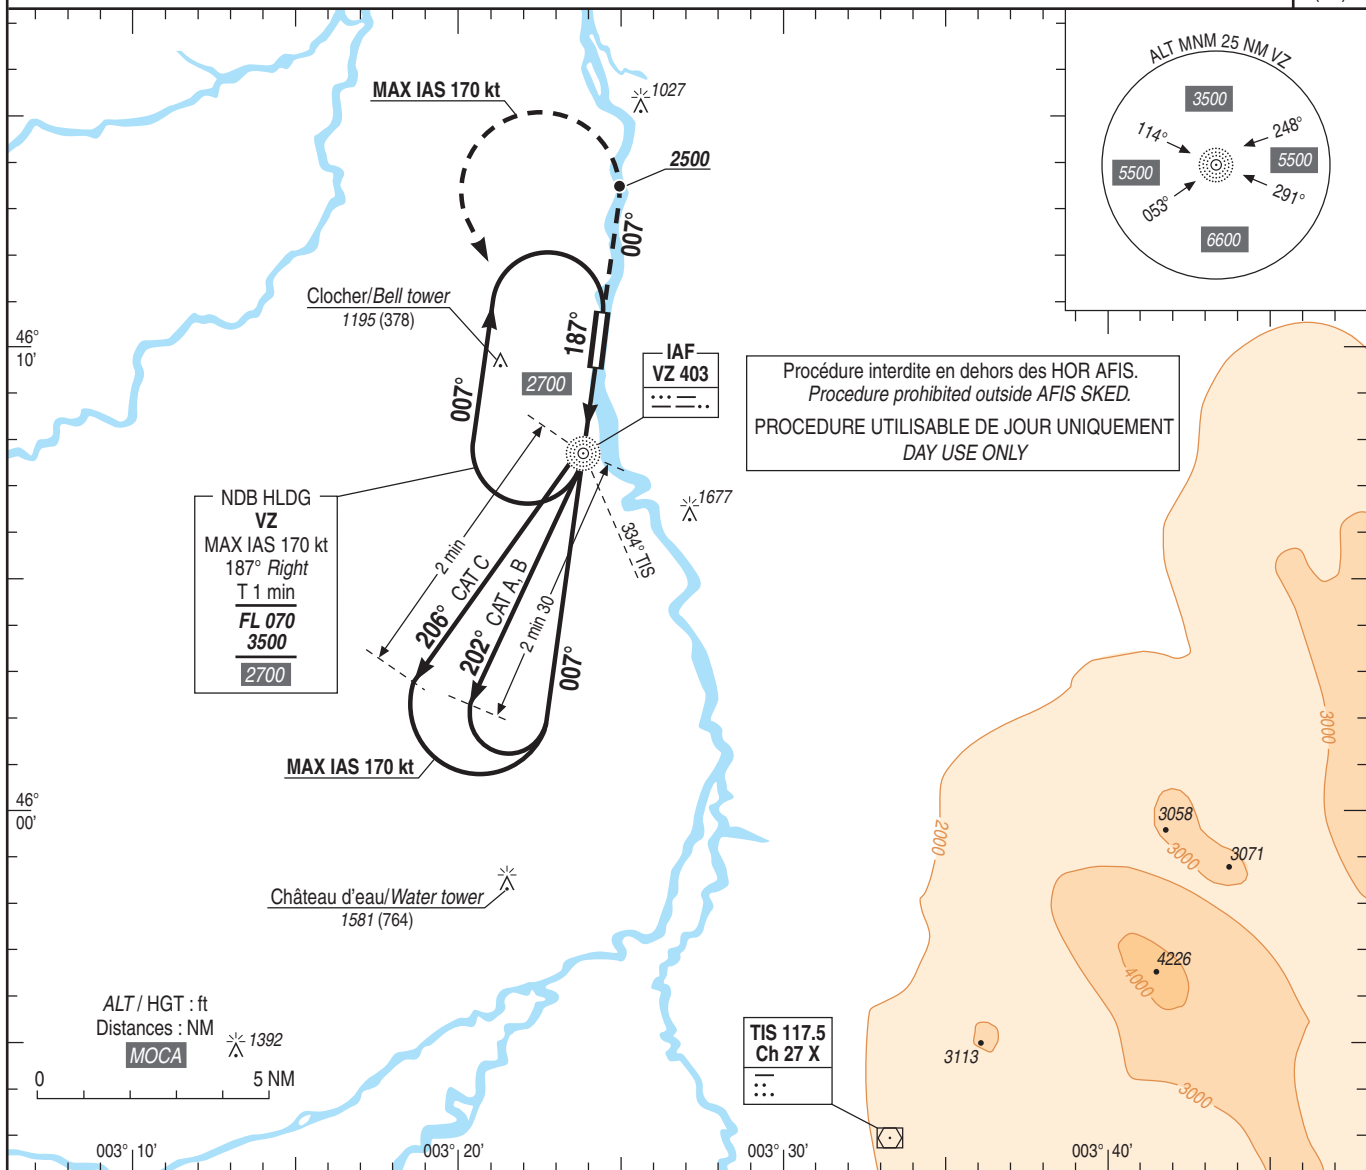 ALT MNM 25 NM VZ
3500
114°
248°
5500
5500
053°
291°
6600
MAX IAS 170 kt
1027
2500
007°
Clocher/Bell tower
1195 (378)
187°
46°
10'
IAF
VZ 403
2700
007°
Procédure interdite en dehors des HOR AFIS.
Procedure prohibited outside AFIS SKED.
PROCEDURE UTILISABLE DE JOUR UNIQUEMENT
DAY USE ONLY
NDB HLDG
VZ
MAX IAS 170 kt
187° Right
T 1 min
FL 070
3500
2700
1677
334° TIS
2 min
206° CAT C
202° CAT A, B
2 min 30
007°
MAX IAS 170 kt
3000
46°
00'
2000
3058
3000
3071
Château d'eau/Water tower
1581 (764)
4226
4000
ALT / HGT : ft
Distances : NM
MOCA
1392
0
5 NM
TIS 117.5
Ch 27 X
3113
3000
003° 10'
003° 20'
003° 30'
003° 40'